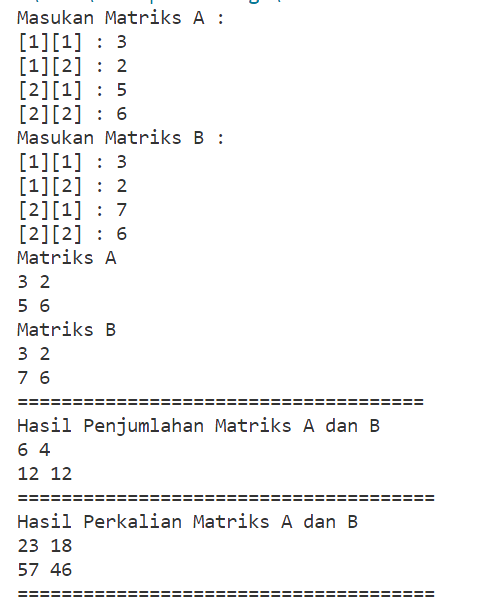 Masukan Matriks A :
[1][1] : 3
[1][2] : 2
[2][1] : 5
[2][2] : 6
Masukan Matriks B :
[1][1] : 3
[1][2] : 2
[2][1] : 7
[2][2] : 6
Matriks A
3 2
5 6
Matriks B
3 2
7 6
=====================================
Hasil Penjumlahan Matriks A dan B
6 4
12 12
======================================
Hasil Perkalian Matriks A dan B
23 18
57 46
======================================